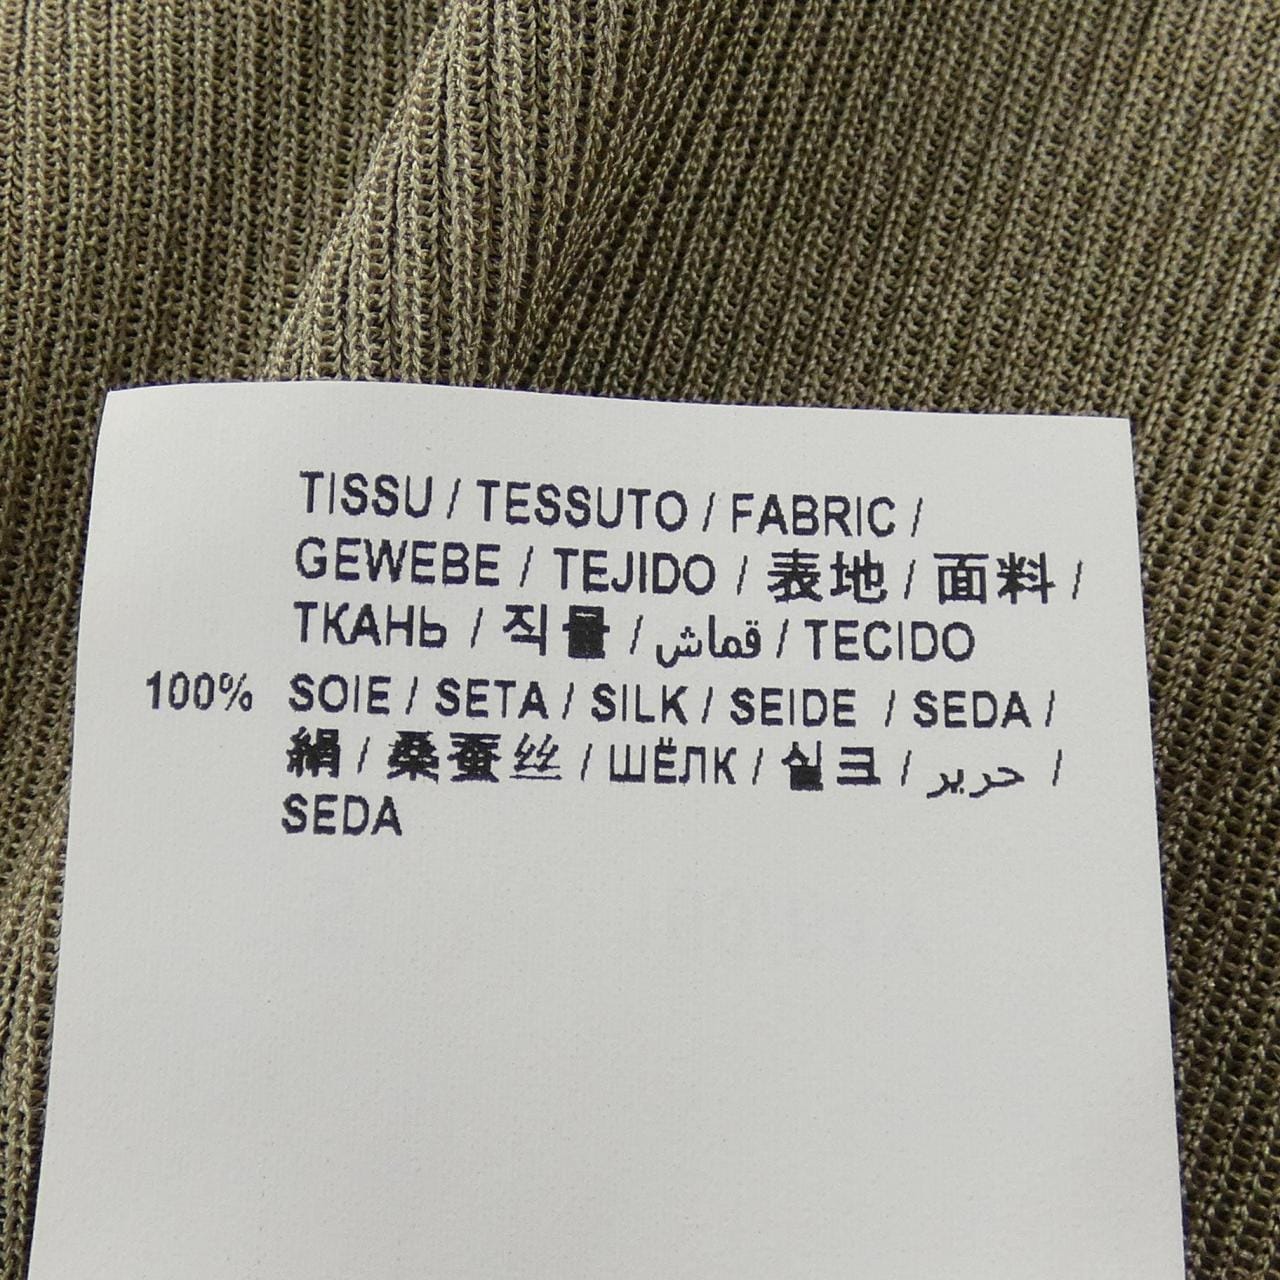 TISSU / TESSUTO / FABRIC /
GEWEBE / TEJIDO / 表地 / 面料 /
ТКАНЬ / 직물 / قماش / TECIDO
100% SOIE / SETA / SILK / SEIDE / SEDA /
絹 / 桑蚕丝 / ШЁЛК / 실크 / حرير /
SEDA